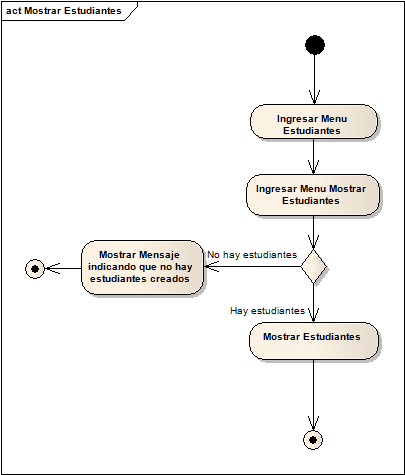 act Mostrar Estudiantes
Ingresar Menu
Estudiantes
Ingresar Menu Mostrar
Estudiantes
No hay estudiantes
Mostrar Mensaje
indicando que no hay
estudiantes creados
Hay estudiantes
Mostrar Estudiantes